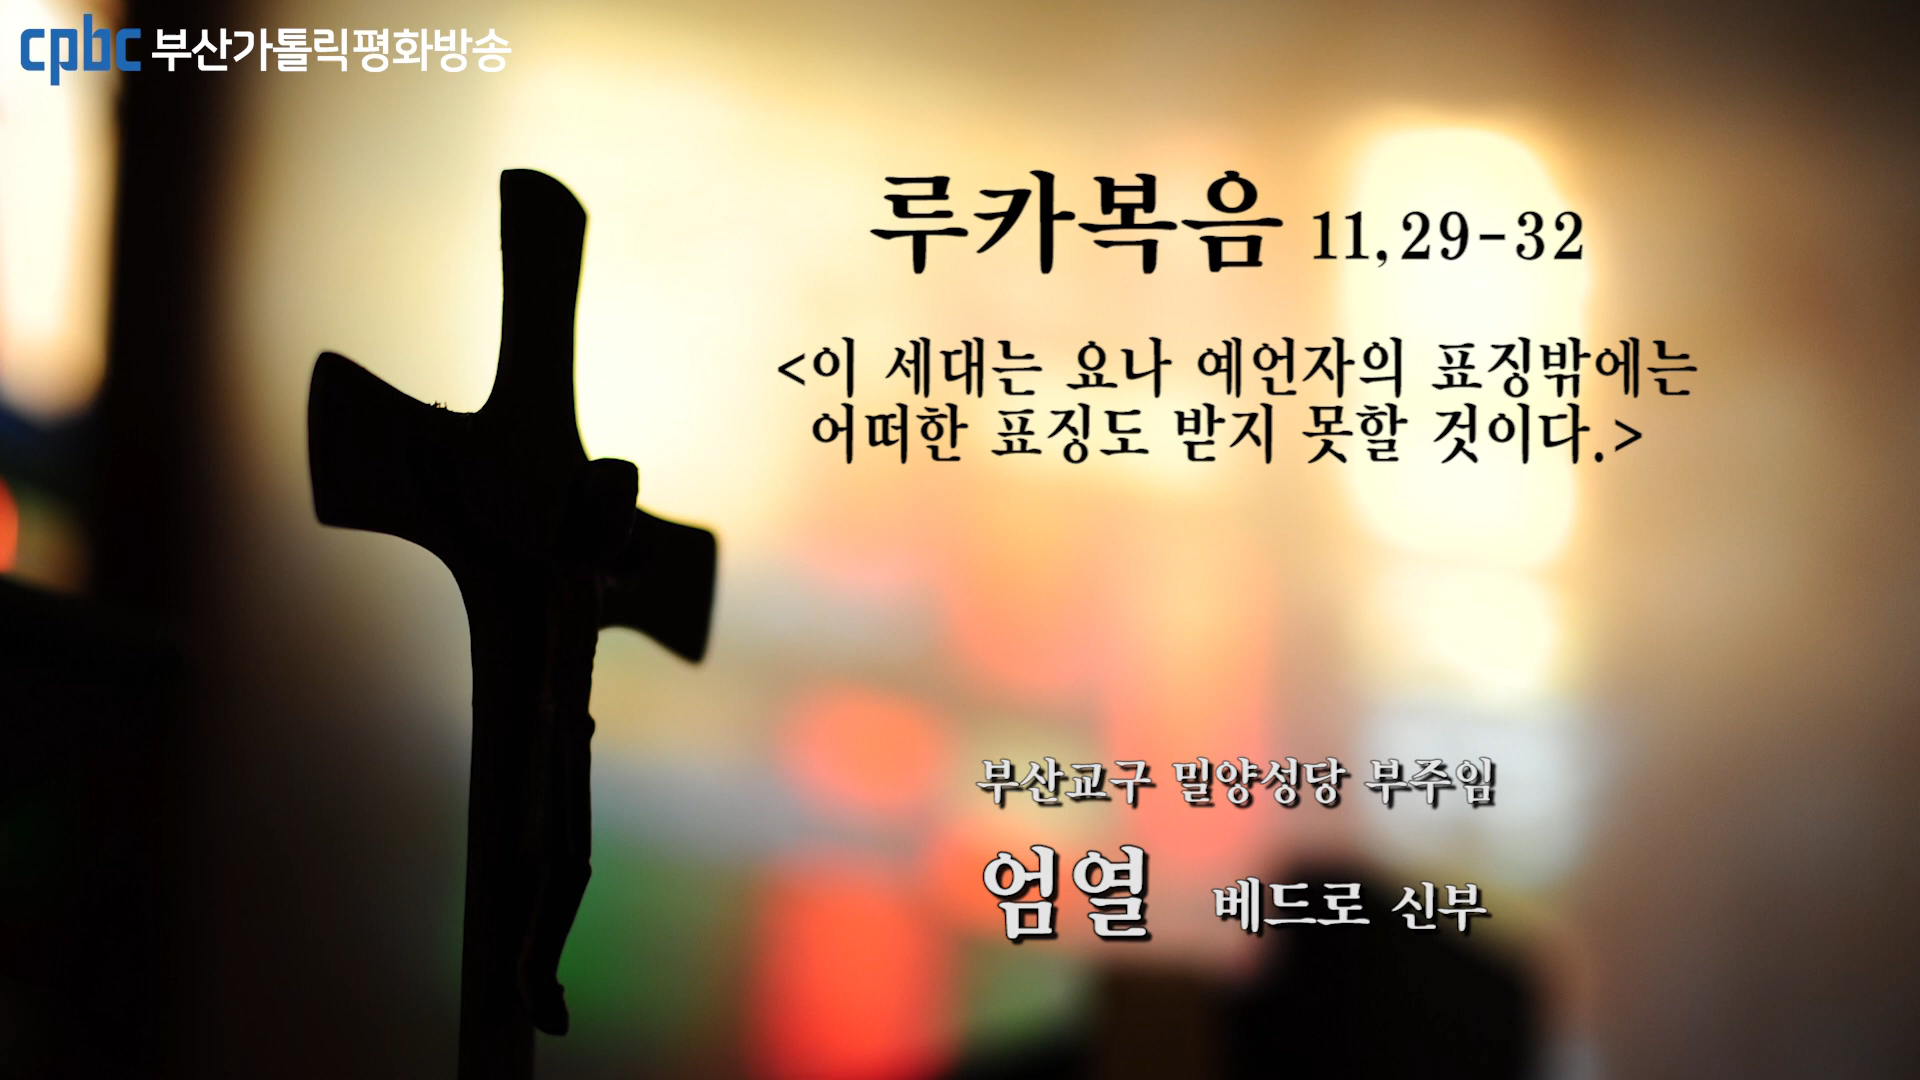 cpbc 부산가톨릭평화방송
루카복음 11,29-32
<이 세대는 요나 예언자의 표징밖에는
어떠한 표징도 받지 못할 것이다.>
부산교구 밀양성당 부주임
엄열 베드로 신부